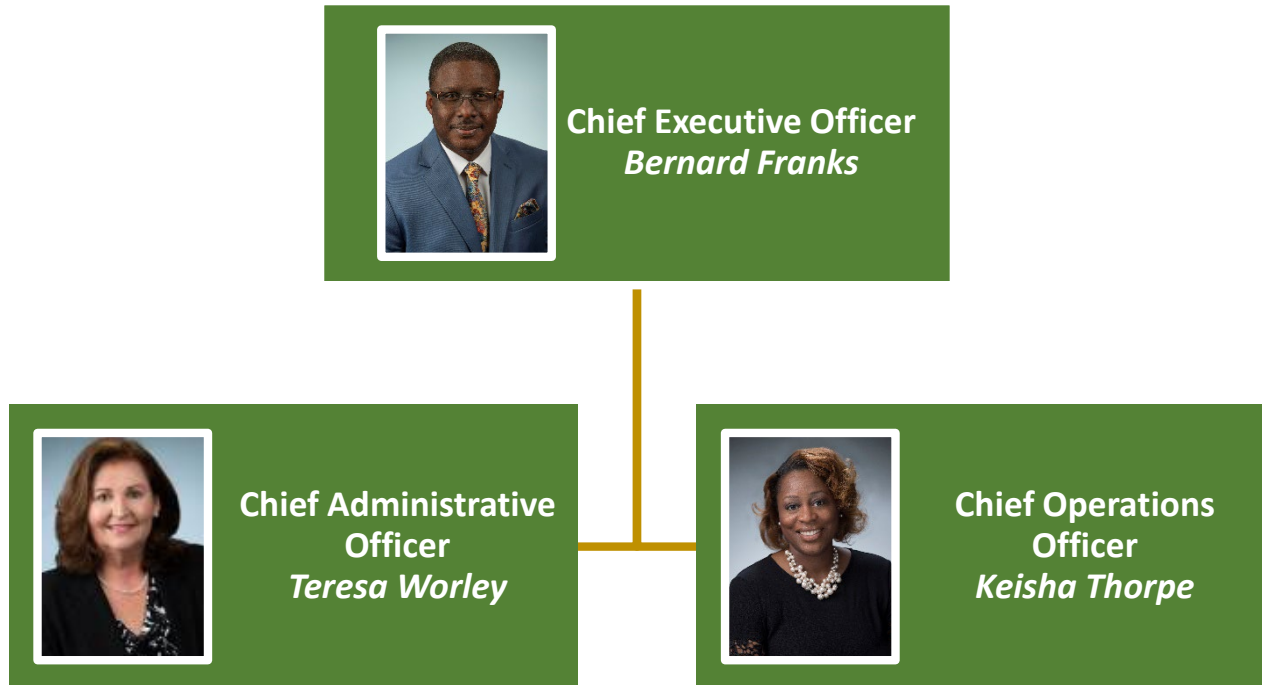 Chief Executive Officer
Bernard Franks
Chief Administrative
Officer
Teresa Worley
Chief Operations
Officer
Keisha Thorpe